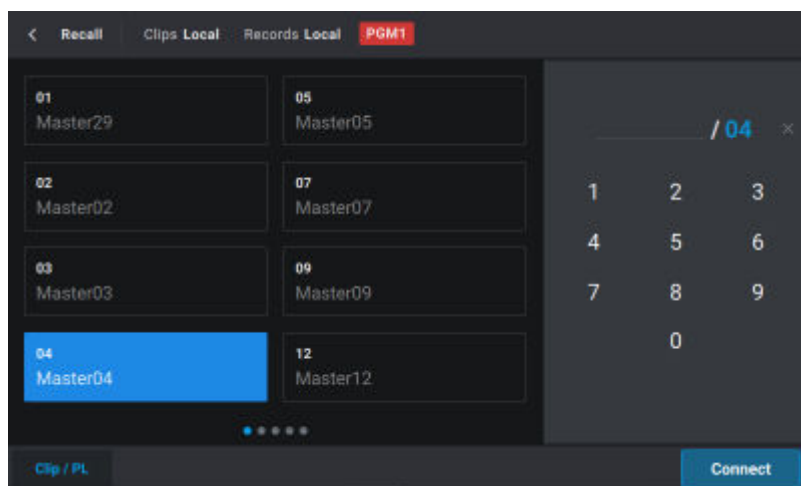 < Recall Clips Local Records Local PGM1
01
Master29
05
Master05
02
Master02
07
Master07
03
Master03
09
Master09
04
Master04
12
Master12
/ 04 ×
1 2 3
4 5 6
7 8 9
0
Clip / PL
Connect